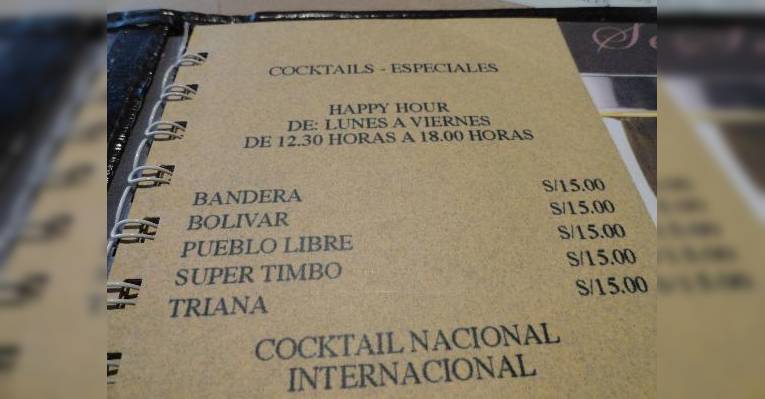 COCKTAILS - ESPECIALES
HAPPY HOUR
DE: LUNES A VIERNES
DE 12.30 HORAS A 18.00 HORAS
BANDERA S/15.00
BOLIVAR S/15.00
PUEBLO LIBRE S/15.00
SUPER TIMBO S/15.00
TRIANA S/15.00
COCKTAIL NACIONAL
INTERNACIONAL